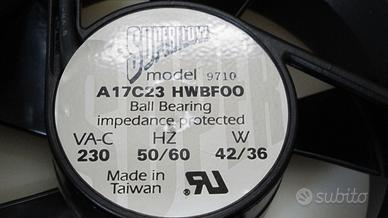 model 9710
A17C23 HWBFOO
Ball Bearing
impedance protected
VA-C HZ W
230 50/60 42/36
Made in
Taiwan
subito